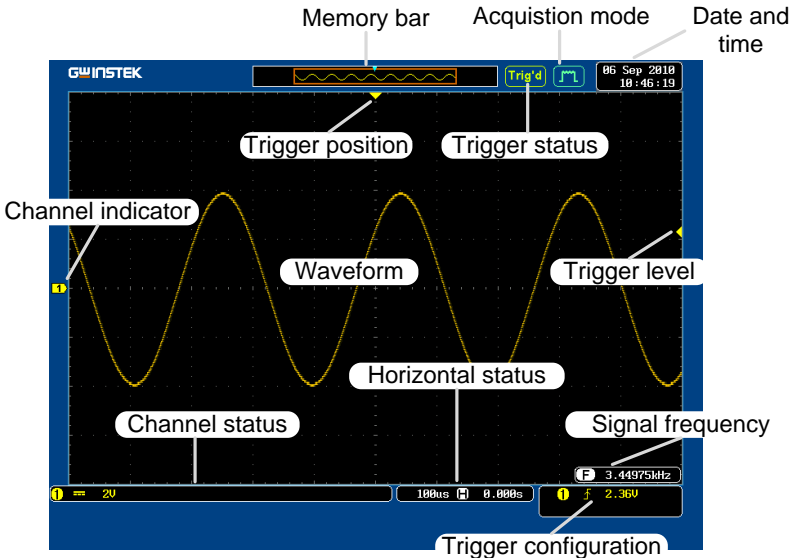 Memory bar
Acquistion mode
Date and
time
GWINSTEK
Trig'd
06 Sep 2010
10:46:19
Trigger position
Trigger status
Channel indicator
Waveform
Trigger level
1
Horizontal status
Channel status
Signal frequency
F 3.44975kHz
1 2V
100us H 0.000s
1 2.36V
Trigger configuration